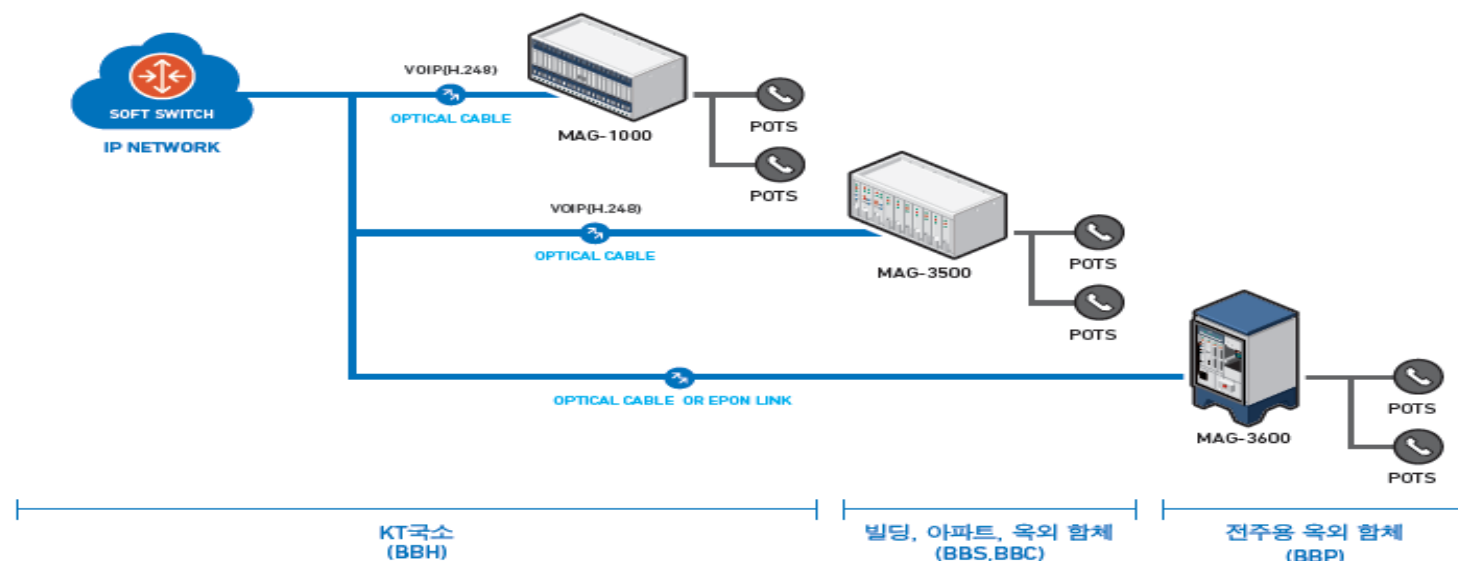 SOFT SWITCH
IP NETWORK
VOIP(H.248)
OPTICAL CABLE
MAG-1000
POTS
POTS
VOIP(H.248)
OPTICAL CABLE
MAG-3500
POTS
POTS
OPTICAL CABLE OR EPON LINK
MAG-3600
POTS
POTS
KT국소
(BBH)
빌딩, 아파트, 옥외 함체
(BBS,BBC)
전주용 옥외 함체
(BBP)